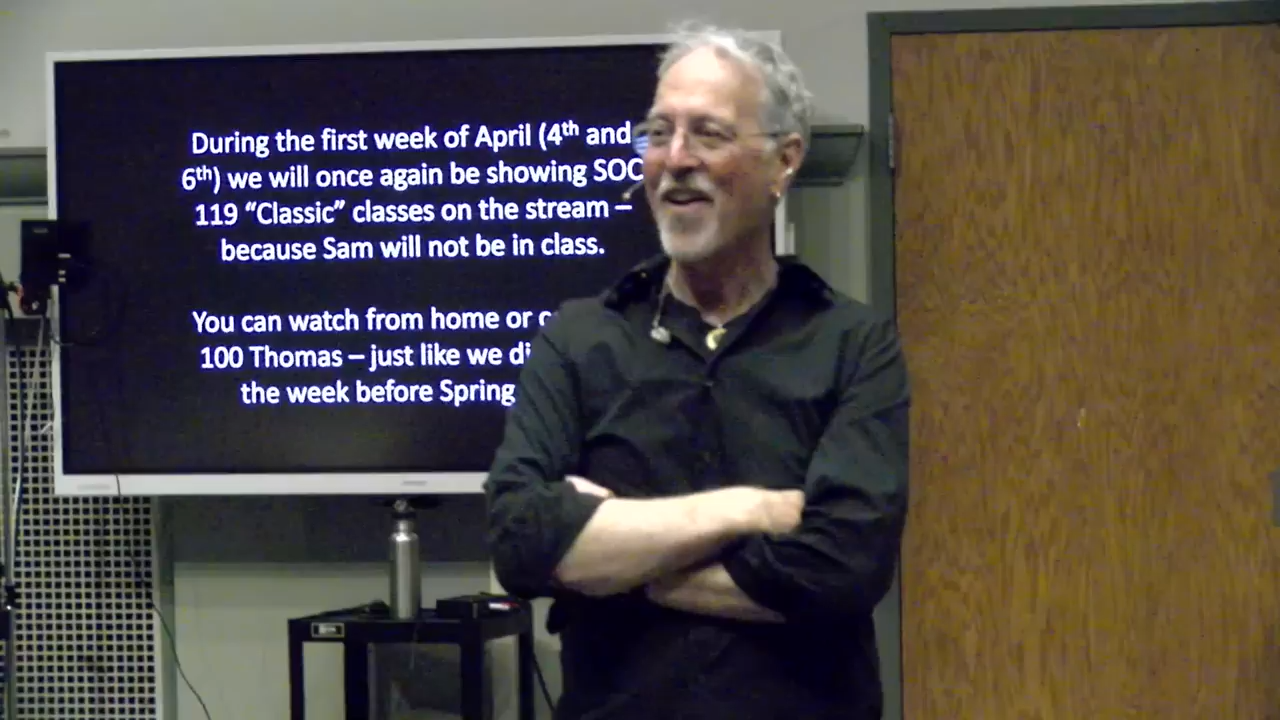 During the first week of April (4th and
6th) we will once again be showing SOC
119 “Classic” classes on the stream –
because Sam will not be in class.
You can watch from home or
100 Thomas – just like we
the week before Spring